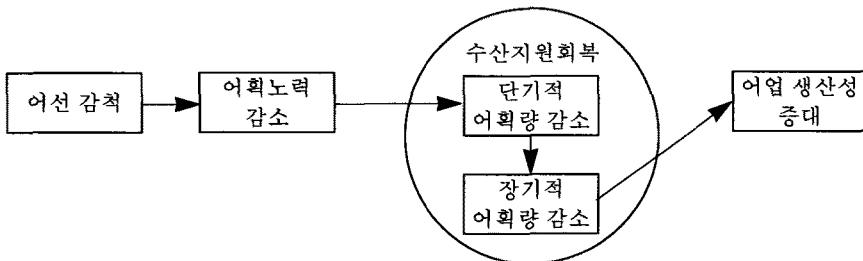 수산지원회복
어선 감척
어획노력
감소
단기적
어획량 감소
장기적
어획량 감소
어업 생산성
증대